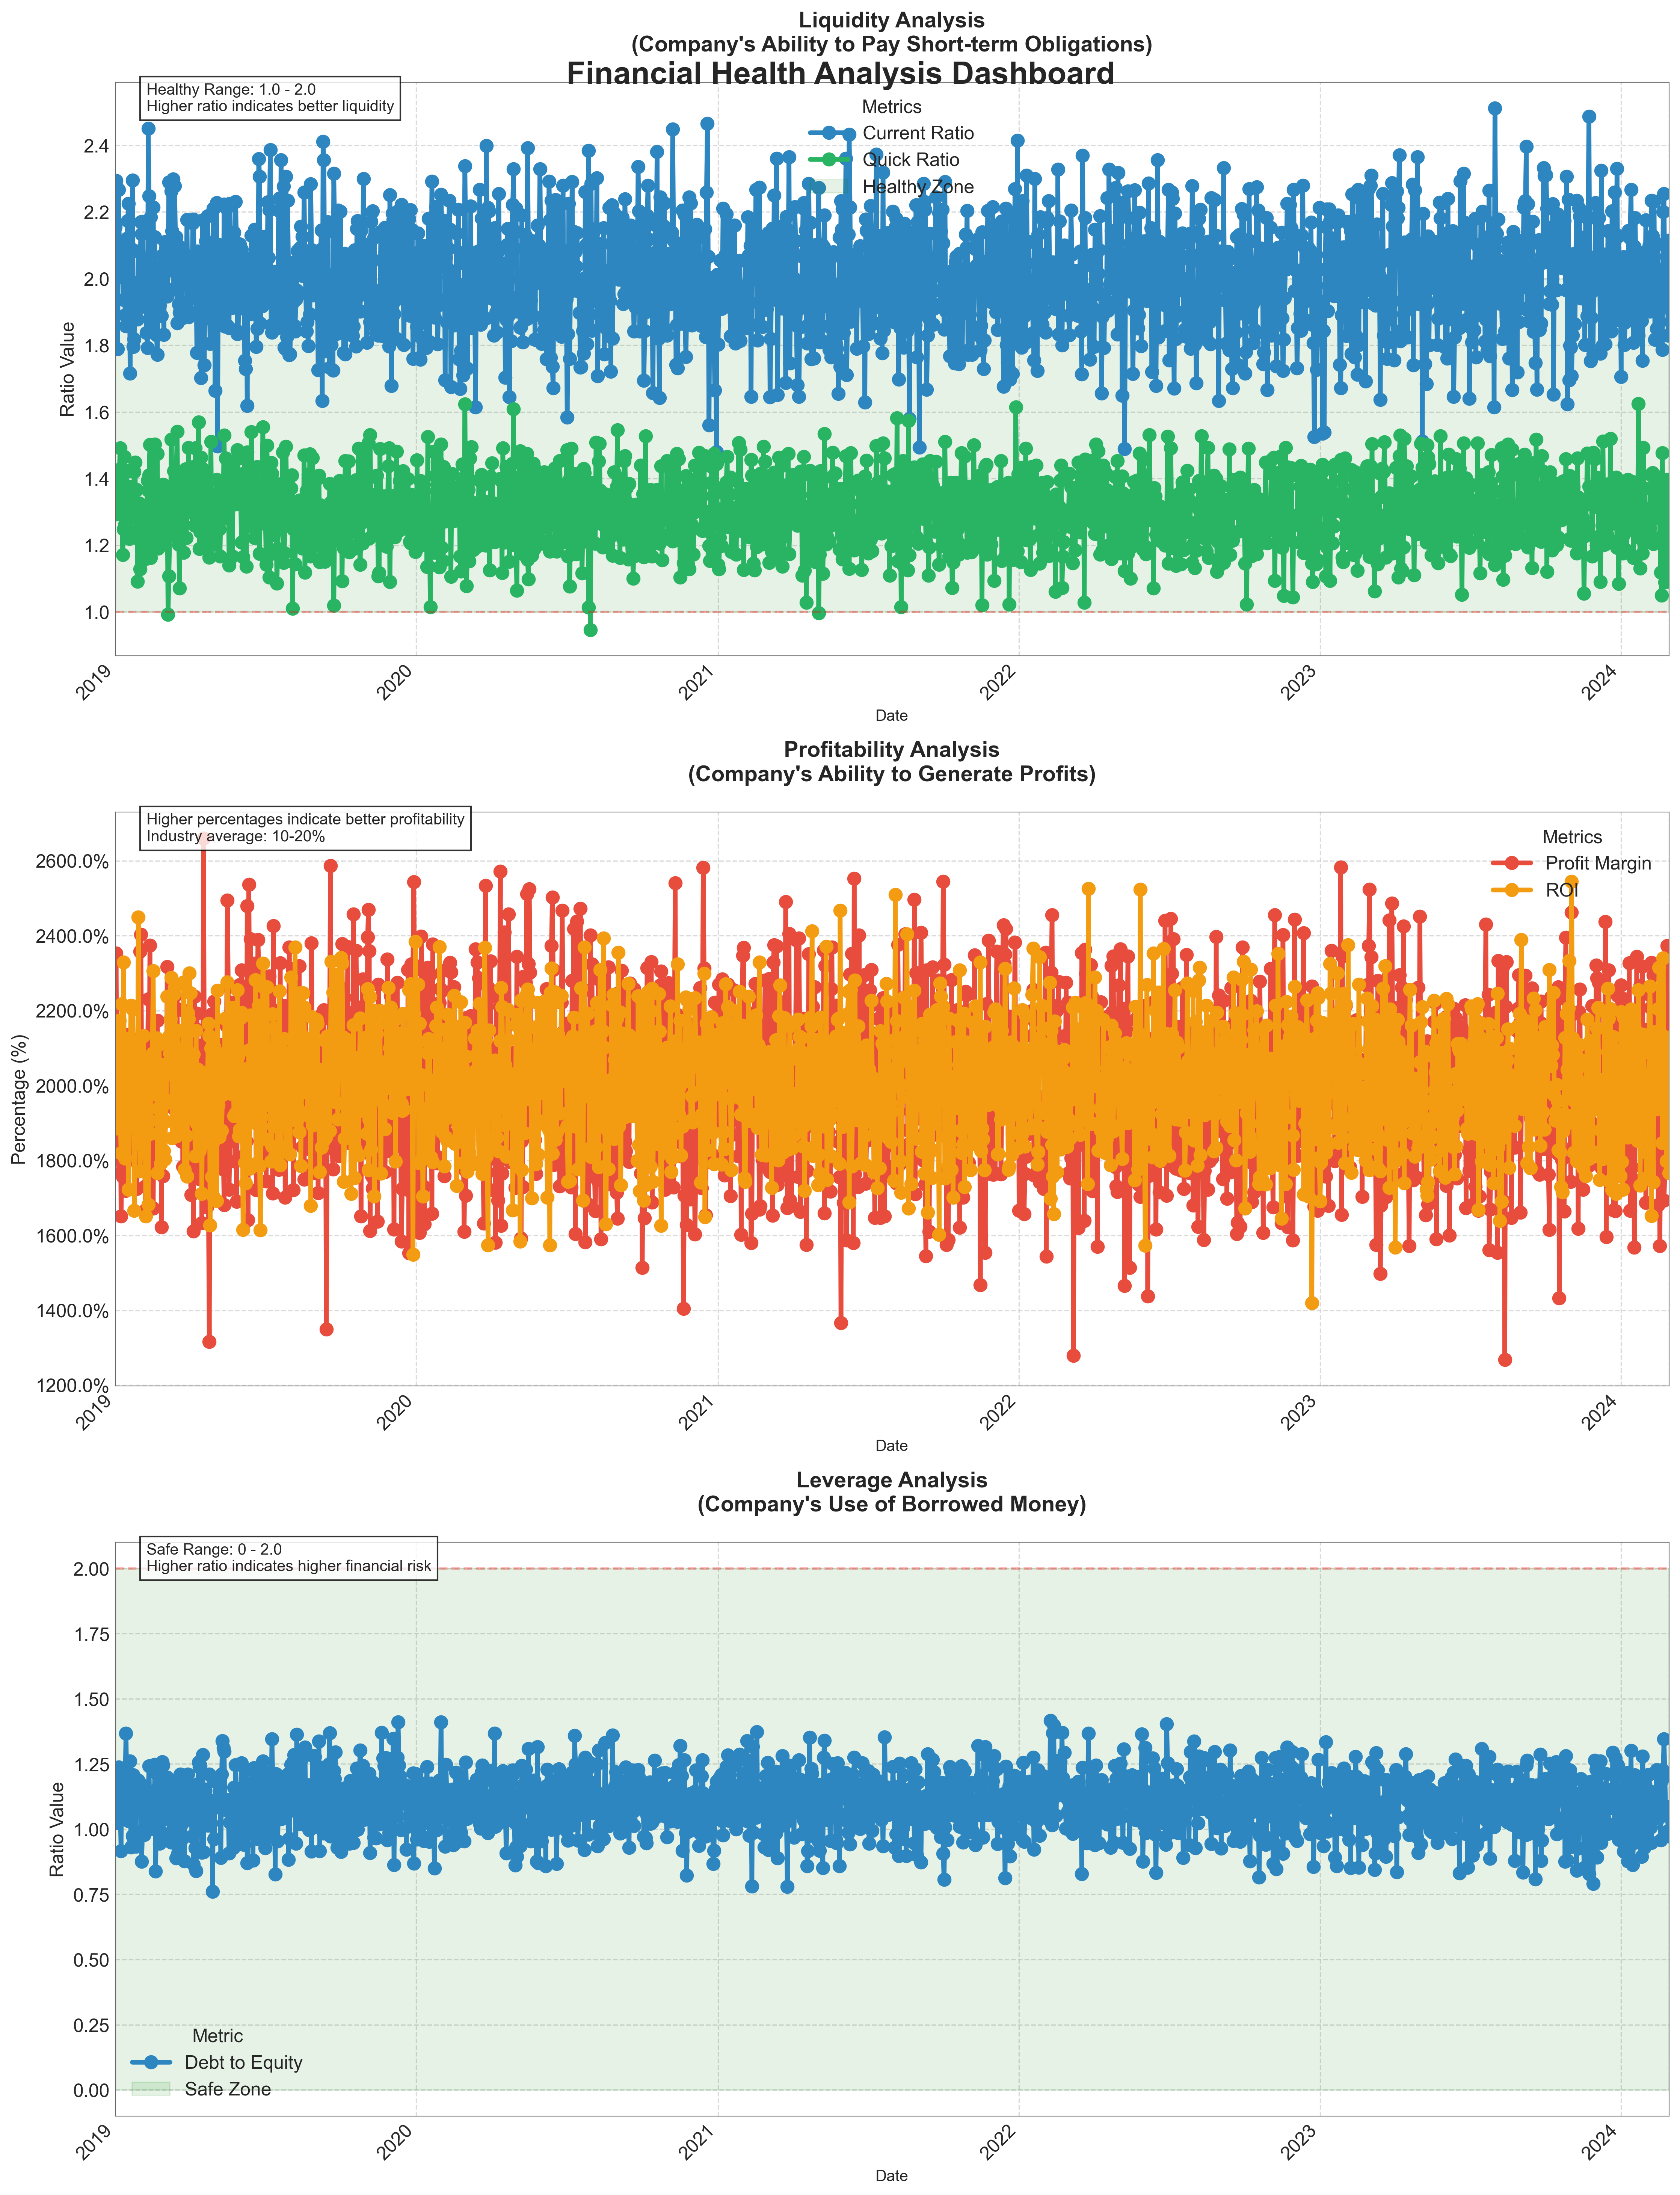 Liquidity Analysis
(Company's Ability to Pay Short-term Obligations)
Financial Health Analysis Dashboard
Healthy Range: 1.0 - 2.0
Higher ratio indicates better liquidity
Metrics
Current Ratio
Quick Ratio
Healthy Zone
Ratio Value
2.4
2.2
2.0
1.8
1.6
1.4
1.2
1.0
2019
2020
2021
2022
2023
2024
Date
Profitability Analysis
(Company's Ability to Generate Profits)
Higher percentages indicate better profitability
Industry average: 10-20%
Metrics
Profit Margin
ROI
Percentage (%)
2600.0%
2400.0%
2200.0%
2000.0%
1800.0%
1600.0%
1400.0%
1200.0%
2019
2020
2021
2022
2023
2024
Date
Leverage Analysis
(Company's Use of Borrowed Money)
Safe Range: 0 - 2.0
Higher ratio indicates higher financial risk
Ratio Value
2.00
1.75
1.50
1.25
1.00
0.75
0.50
0.25
0.00
Metric
Debt to Equity
Safe Zone
2019
2020
2021
2022
2023
2024
Date